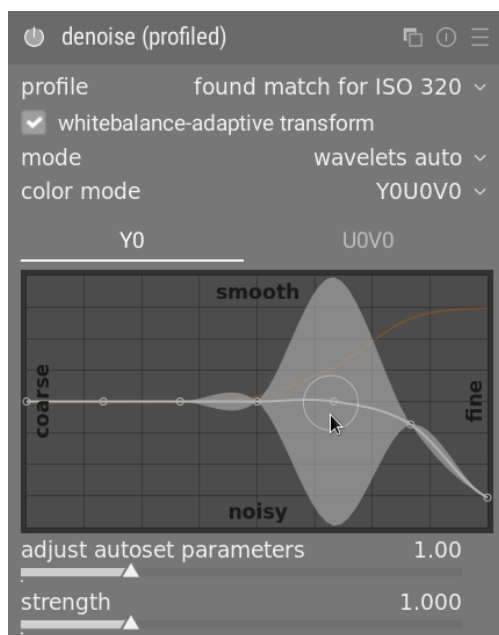 denoise (profiled)
profile found match for ISO 320
whitebalance-adaptive transform
mode wavelets auto
color mode Y0U0V0
Y0 U0V0
smooth
coarse
fine
noisy
adjust autoset parameters 1.00
strength 1.000